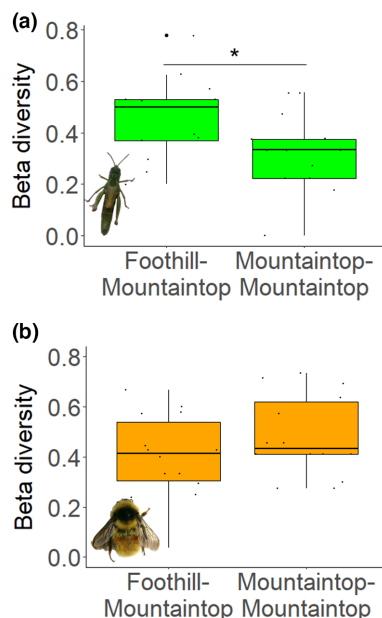 (a)
0.8
*
0.6
0.4
0.2
0.0
Beta diversity
Foothill-
Mountaintop
Mountaintop-
Mountaintop
(b)
0.8
0.6
0.4
0.2
0.0
Beta diversity
Foothill-
Mountaintop
Mountaintop-
Mountaintop